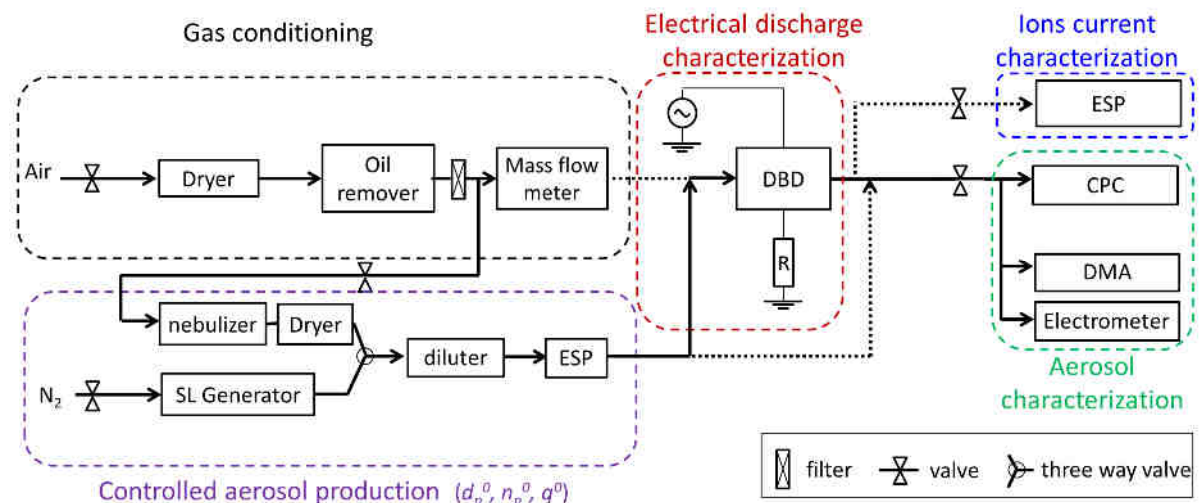 Gas conditioning
Electrical discharge
characterization
Ions current
characterization
ESP
Air
Dryer
Oil
remover
Mass flow
meter
DBD
CPC
R
DMA
Electrometer
nebulizer
Dryer
diluter
ESP
N₂
SL Generator
Aerosol
characterization
filter
valve
three way valve
Controlled aerosol production (dₚ⁰, nₚ⁰, q⁰)